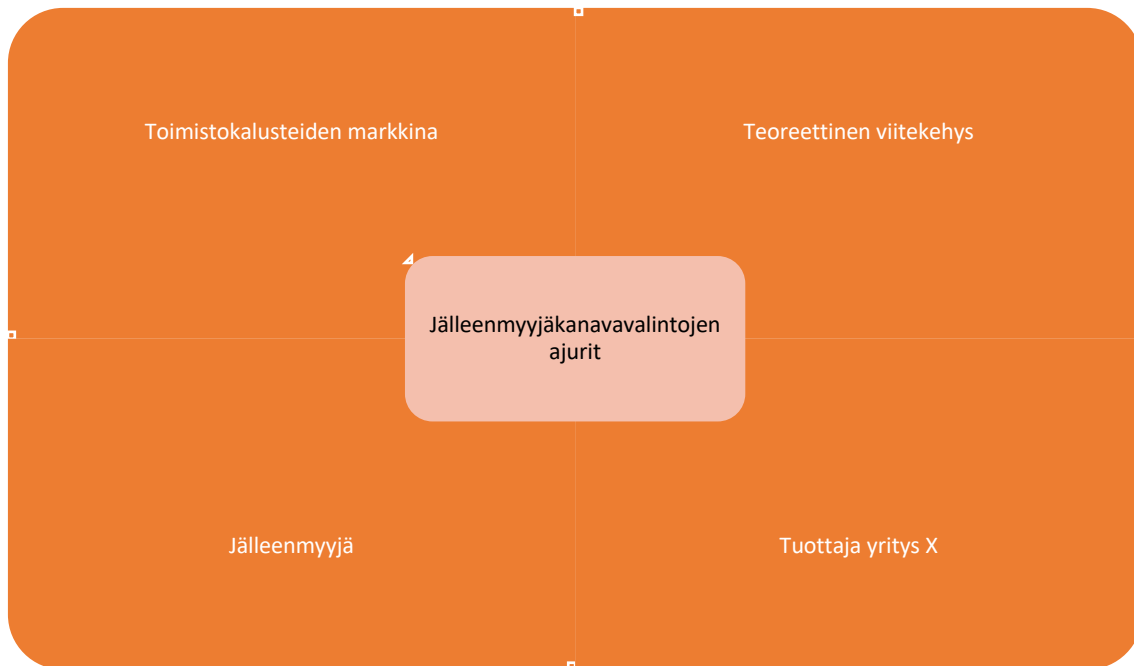 Toimistokalusteiden markkina
Teoreettinen viitekehys
Jälleenmyyjäkanavavalintojen
ajurit
Jälleenmyyjä
Tuottaja yritys X